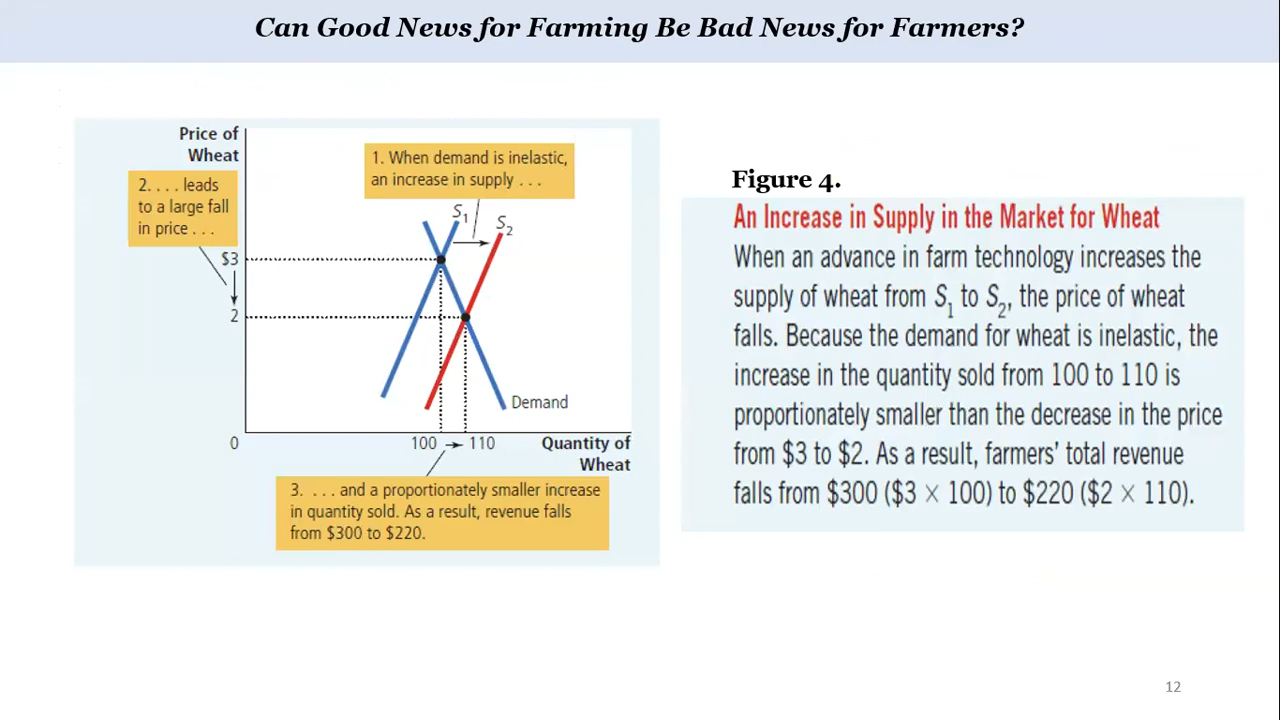 Can Good News for Farming Be Bad News for Farmers?
Price of
Wheat
1. When demand is inelastic,
an increase in supply . . .
2. . . . leads
to a large fall
in price . . .
S1
S2
$3
2
Demand
0
100
110
Quantity of
Wheat
3. . . . and a proportionately smaller increase
in quantity sold. As a result, revenue falls
from $300 to $220.
Figure 4.
An Increase in Supply in the Market for Wheat
When an advance in farm technology increases the
supply of wheat from S1 to S2, the price of wheat
falls. Because the demand for wheat is inelastic, the
increase in the quantity sold from 100 to 110 is
proportionately smaller than the decrease in the price
from $3 to $2. As a result, farmers' total revenue
falls from $300 ($3 × 100) to $220 ($2 × 110).
12